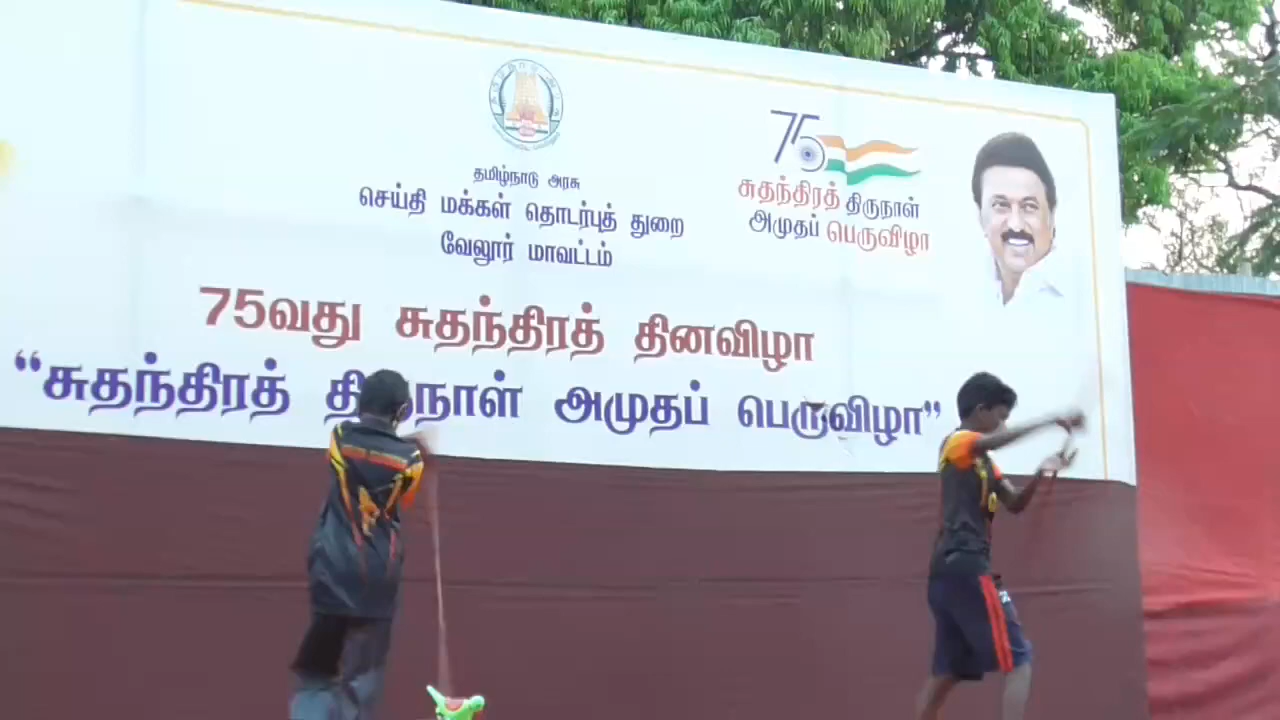 தமிழ்நாடு அரசு
செய்தி மக்கள் தொடர்புத் துறை
வேலூர் மாவட்டம்
75
சுதந்திரத் திருநாள்
அமுதப் பெருவிழா
75வது சுதந்திரத் தினவிழா
“சுதந்திரத் திருநாள் அமுதப் பெருவிழா”